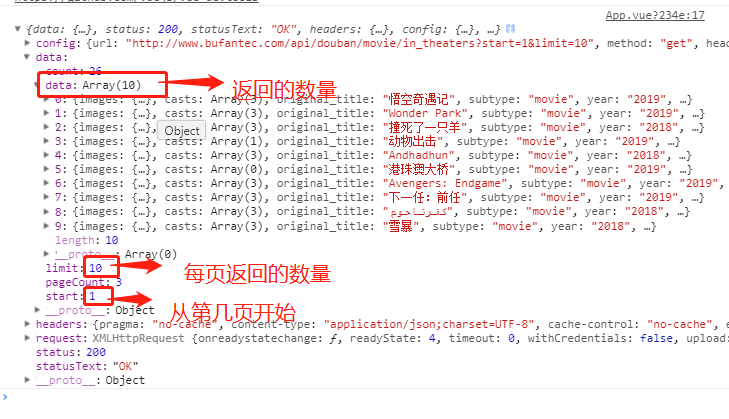 App.vue?234e:17
{data: {…}, status: 200, statusText: "OK", headers: {…}, config: {…}, …}
config: {url: "http://www.bufantec.com/api/douban/movie/in_theaters?start=1&limit=10", method: "get", head
data:
count: 26
data: Array(10)
返回的数量
0: {images: {…}, casts: Array(3), original_title: "悟空奇遇记", subtype: "movie", year: "2019", …}
1: {images: {…}, casts: Array(3), original_title: "Wonder Park", subtype: "movie", year: "2019", …}
2: {images: {…}, casts: Array(3), original_title: "撞死了一只羊", subtype: "movie", year: "2018", …}
Object
3: {images: {…}, casts: Array(1), original_title: "动物出击", subtype: "movie", year: "2019", …}
4: {images: {…}, casts: Array(3), original_title: "Andhadhun", subtype: "movie", year: "2018", …}
5: {images: {…}, casts: Array(0), original_title: "港珠澳大桥", subtype: "movie", year: "2019", …}
6: {images: {…}, casts: Array(3), original_title: "Avengers: Endgame", subtype: "movie", year: "2019",
7: {images: {…}, casts: Array(3), original_title: "下一任：前任", subtype: "movie", year: "2019", …}
8: {images: {…}, casts: Array(3), original_title: "كفرناحوم", subtype: "movie", year: "2018", …}
9: {images: {…}, casts: Array(3), original_title: "雪暴", subtype: "movie", year: "2018", …}
length: 10
__proto__: Array(0)
limit: 10
每页返回的数量
pageCount: 3
start: 1
从第几页开始
__proto__: Object
headers: {pragma: "no-cache", content-type: "application/json;charset=UTF-8", cache-control: "no-cache", e
request: XMLHttpRequest {onreadystatechange: ƒ, readyState: 4, timeout: 0, withCredentials: false, upload:
status: 200
statusText: "OK"
__proto__: Object